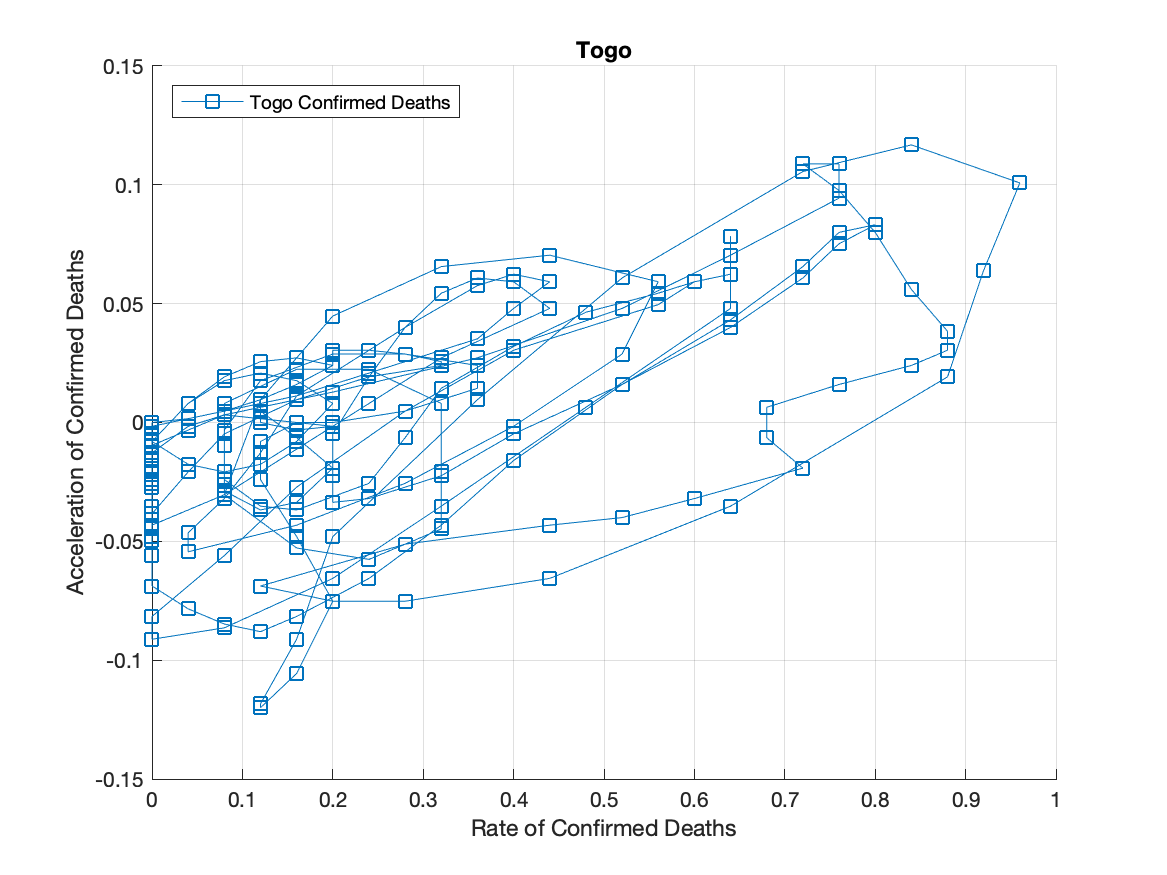 Togo
Togo Confirmed Deaths
Acceleration of Confirmed Deaths
0.15
0.1
0.05
0
-0.05
-0.1
-0.15
0 0.1 0.2 0.3 0.4 0.5 0.6 0.7 0.8 0.9 1
Rate of Confirmed Deaths